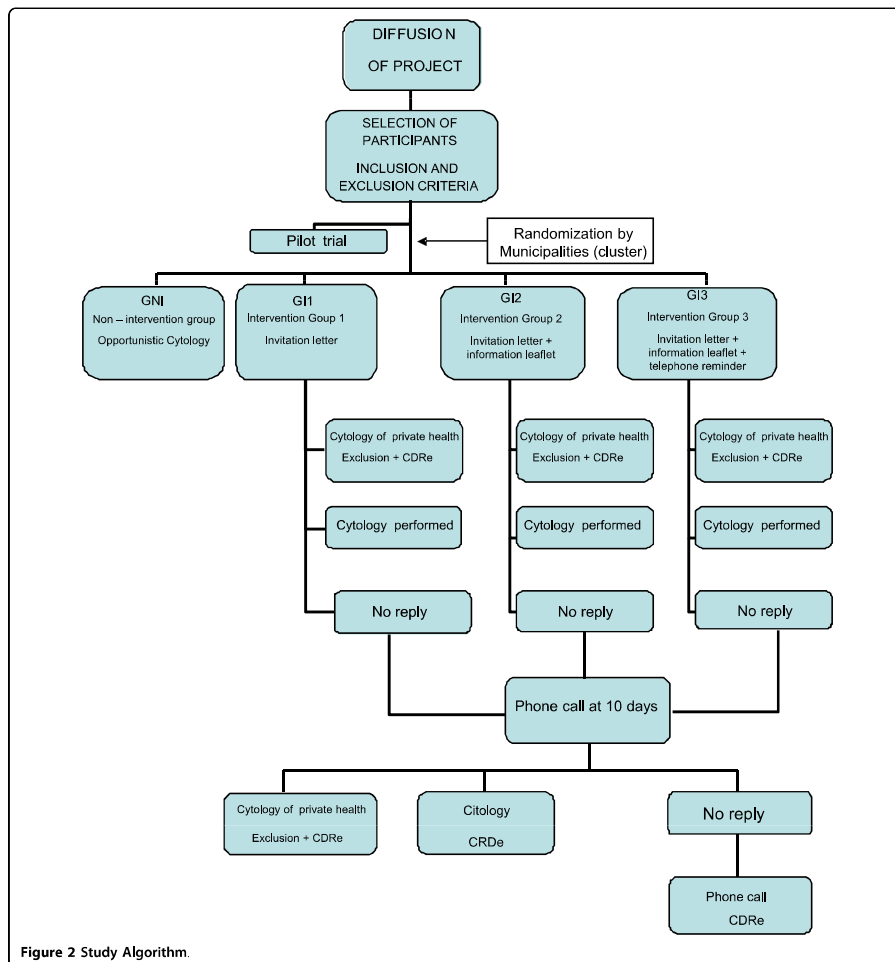 DIFFUSION
OF PROJECT
SELECTION OF
PARTICIPANTS
INCLUSION AND
EXCLUSION CRITERIA
Pilot trial
Randomization by
Municipalities (cluster)
GNI
Non – intervention group
Opportunistic Cytology
GI1
Intervention Goup 1
Invitation letter
GI2
Intervention Group 2
Invitation letter +
information leaflet
GI3
Intervention Group 3
Invitation letter +
information leaflet +
telephone reminder
Cytology of private health
Exclusion + CDRe
Cytology of private health
Exclusion + CDRe
Cytology of private health
Exclusion + CDRe
Cytology performed
Cytology performed
Cytology performed
No reply
No reply
No reply
Phone call at 10 days
Cytology of private health
Exclusion + CDRe
Citology
CRDe
No reply
Phone call
CDRe
Figure 2 Study Algorithm.